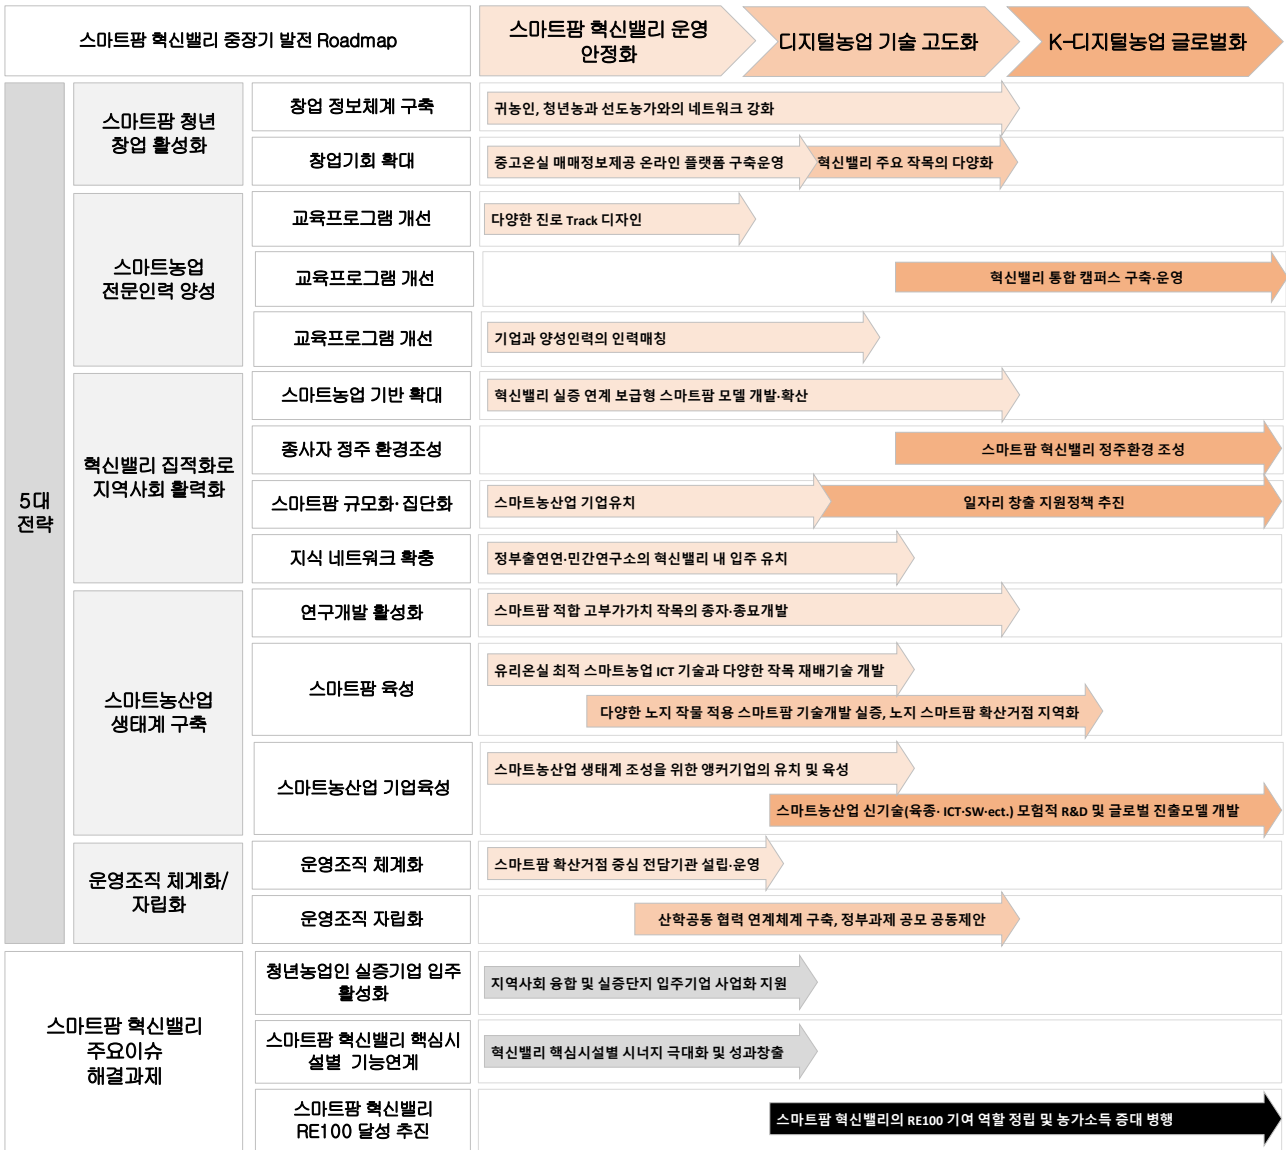 스마트팜 혁신밸리 중장기 발전 Roadmap
스마트팜 혁신밸리 운영
안정화
디지털농업 기술 고도화
K-디지털농업 글로벌화
5대
전략
스마트팜 청년
창업 활성화
창업 정보체계 구축
귀농인, 청년농과 선도농가와의 네트워크 강화
창업기회 확대
중고온실 매매정보제공 온라인 플랫폼 구축운영
혁신밸리 주요 작목의 다양화
스마트농업
전문인력 양성
교육프로그램 개선
다양한 진로 Track 디자인
교육프로그램 개선
혁신밸리 통합 캠퍼스 구축·운영
교육프로그램 개선
기업과 양성인력의 인력매칭
혁신밸리 집적화로
지역사회 활력화
스마트농업 기반 확대
혁신밸리 실증 연계 보급형 스마트팜 모델 개발·확산
종사자 정주 환경조성
스마트팜 혁신밸리 정주환경 조성
스마트팜 규모화·집단화
스마트농산업 기업유치
일자리 창출 지원정책 추진
지식 네트워크 확충
정부출연연·민간연구소의 혁신밸리 내 입주 유치
스마트농산업
생태계 구축
연구개발 활성화
스마트팜 적합 고부가가치 작목의 종자·종묘개발
스마트팜 육성
유리온실 최적 스마트농업 ICT 기술과 다양한 작목 재배기술 개발
다양한 노지 작물 적용 스마트팜 기술개발 실증, 노지 스마트팜 확산거점 지역화
스마트농산업 기업육성
스마트농산업 생태계 조성을 위한 앵커기업의 유치 및 육성
스마트농산업 신기술(육종· ICT·SW·ect.) 모험적 R&D 및 글로벌 진출모델 개발
운영조직 체계화/
자립화
운영조직 체계화
스마트팜 확산거점 중심 전담기관 설립·운영
운영조직 자립화
산학공동 협력 연계체계 구축, 정부과제 공모 공동제안
스마트팜 혁신밸리
주요이슈
해결과제
청년농업인 실증기업 입주
활성화
지역사회 융합 및 실증단지 입주기업 사업화 지원
스마트팜 혁신밸리 핵심시
설별 기능연계
혁신밸리 핵심시설별 시너지 극대화 및 성과창출
스마트팜 혁신밸리
RE100 달성 추진
스마트팜 혁신밸리의 RE100 기여 역할 정립 및 농가소득 증대 병행